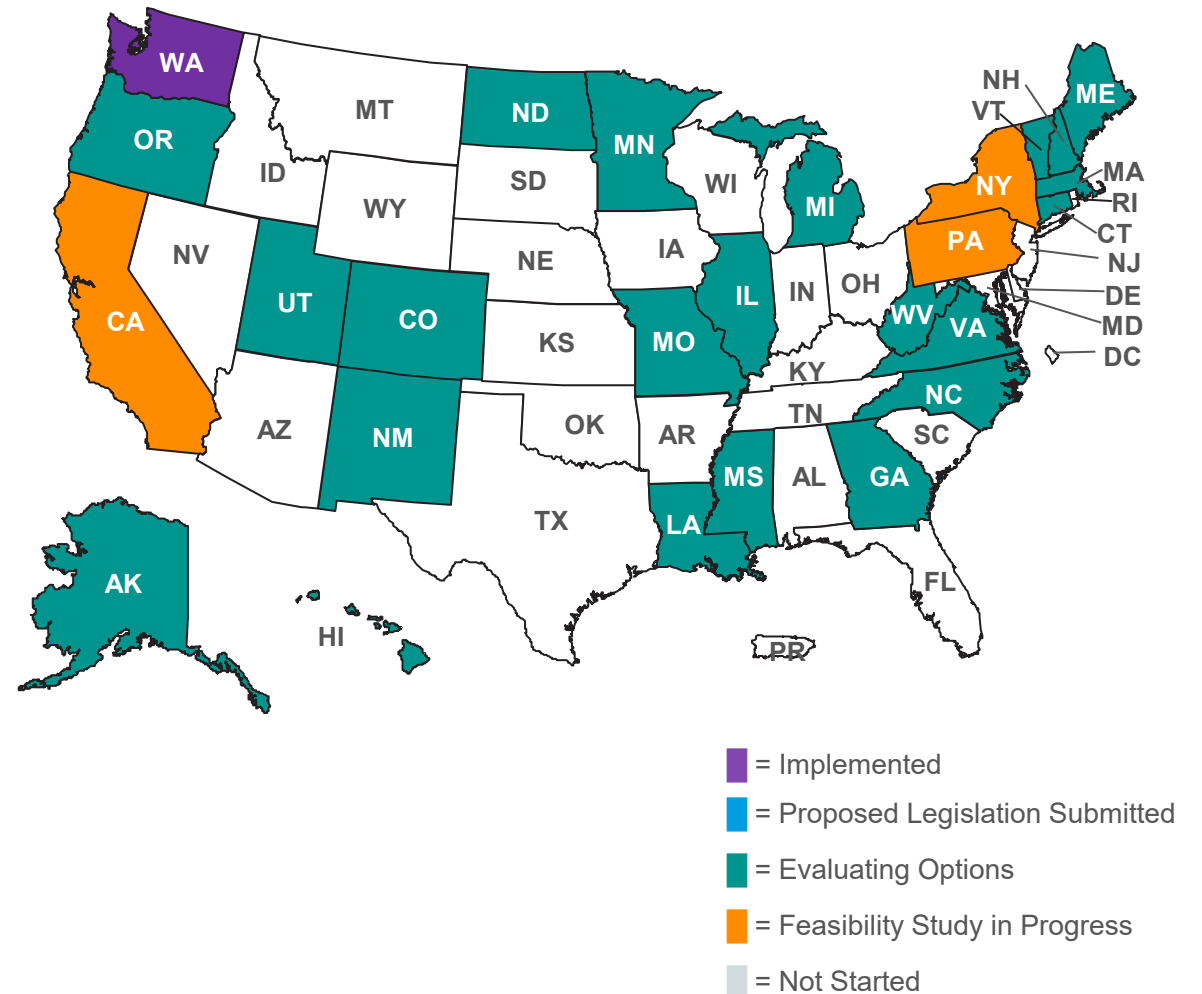 WA
MT
ND
MN
NH
VT
ME
OR
ID
SD
WI
MI
NY
MA
RI
WY
CT
NV
NE
IA
PA
NJ
UT
CO
IL
IN
OH
DE
CA
KS
MO
WV
VA
MD
KY
DC
AZ
NM
OK
AR
TN
NC
SC
MS
AL
GA
TX
LA
AK
HI
FL
PR
= Implemented
= Proposed Legislation Submitted
= Evaluating Options
= Feasibility Study in Progress
= Not Started